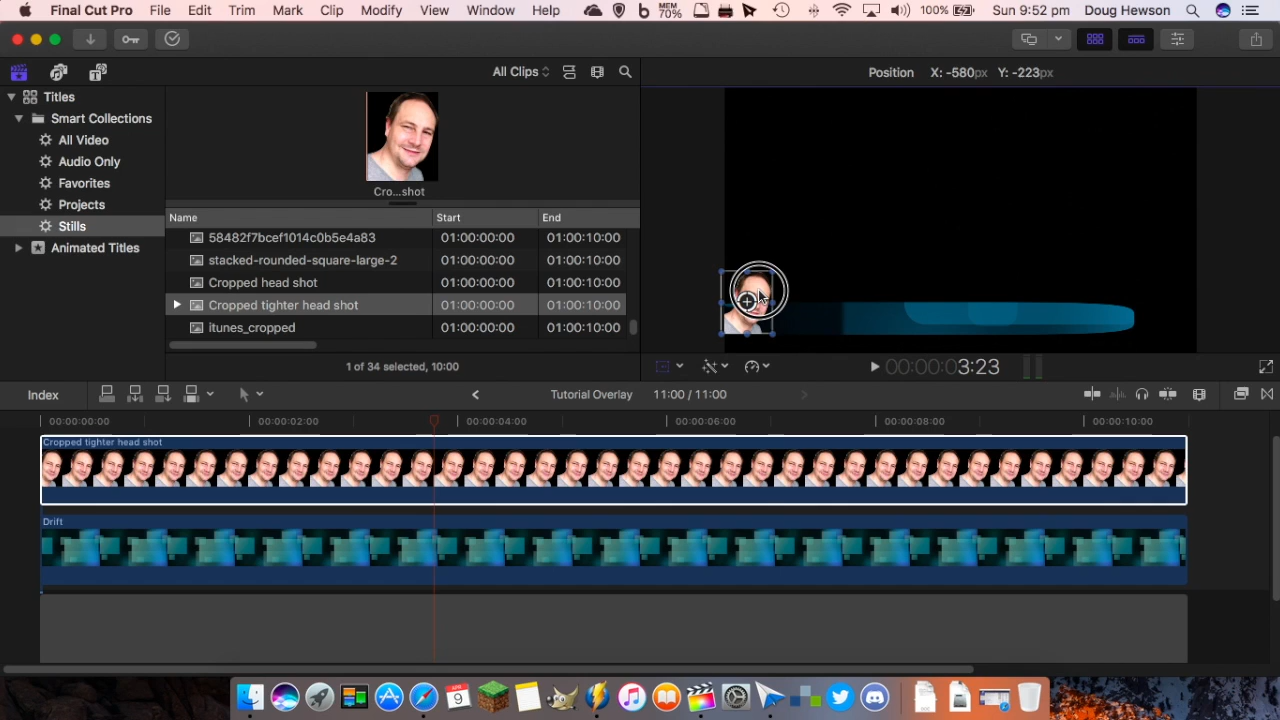 Final Cut Pro File Edit Trim Mark Clip Modify View Window Help MEM 70% 100% Sun 9:52 pm Doug Hewson
All Clips
Position X: -580px Y: -223px
Titles
Smart Collections
All Video
Audio Only
Favorites
Projects
Stills
Animated Titles
Cro...shot
Name Start End
58482f7bcef1014c0b5e4a83 01:00:00:00 01:00:10:00
stacked-rounded-square-large-2 01:00:00:00 01:00:10:00
Cropped head shot 01:00:00:00 01:00:10:00
Cropped tighter head shot 01:00:00:00 01:00:10:00
itunes_cropped 01:00:00:00 01:00:10:00
1 of 34 selected, 10:00
00:00:00:03:23
Index Tutorial Overlay 11:00 / 11:00
00:00:00:00 00:00:02:00 00:00:04:00 00:00:06:00 00:00:08:00 00:00:10:00
Cropped tighter head shot
Drift
APR
9